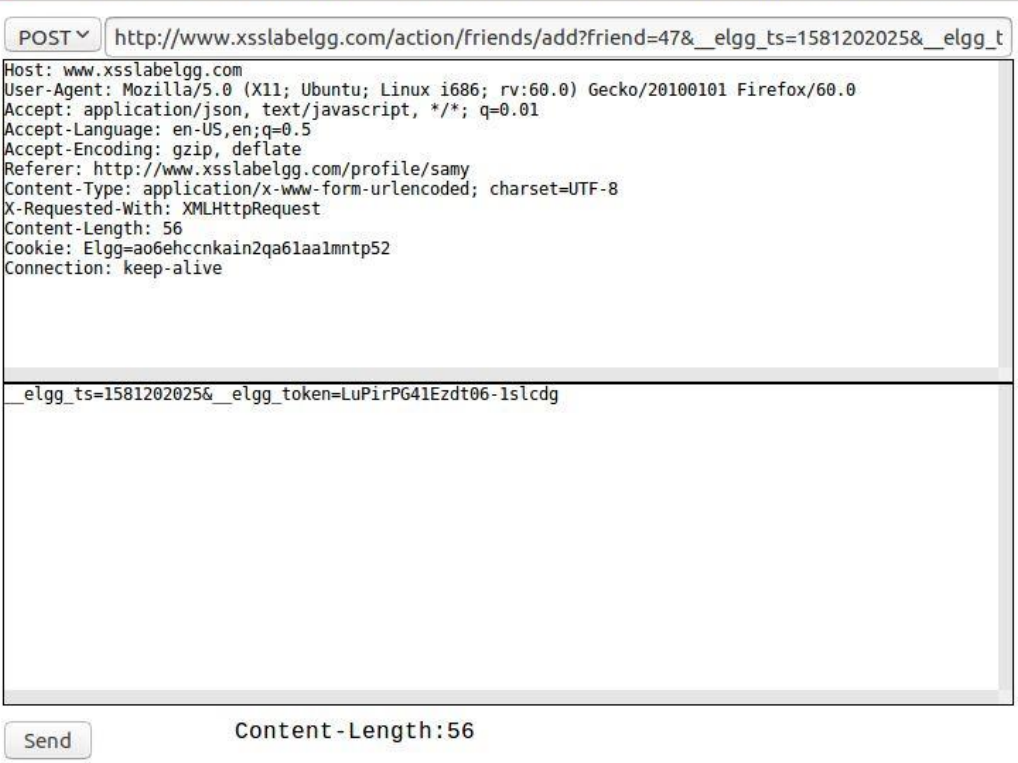 POST
http://www.xsslabelgg.com/action/friends/add?friend=47&__elgg_ts=1581202025&__elgg_t
Host: www.xsslabelgg.com
User-Agent: Mozilla/5.0 (X11; Ubuntu; Linux i686; rv:60.0) Gecko/20100101 Firefox/60.0
Accept: application/json, text/javascript, */*; q=0.01
Accept-Language: en-US,en;q=0.5
Accept-Encoding: gzip, deflate
Referer: http://www.xsslabelgg.com/profile/samy
Content-Type: application/x-www-form-urlencoded; charset=UTF-8
X-Requested-With: XMLHttpRequest
Content-Length: 56
Cookie: Elgg=ao6ehccnkain2qa61aa1mntp52
Connection: keep-alive
__elgg_ts=1581202025&__elgg_token=LuPirPG41Ezdt06-1slcdg
Send
Content-Length:56